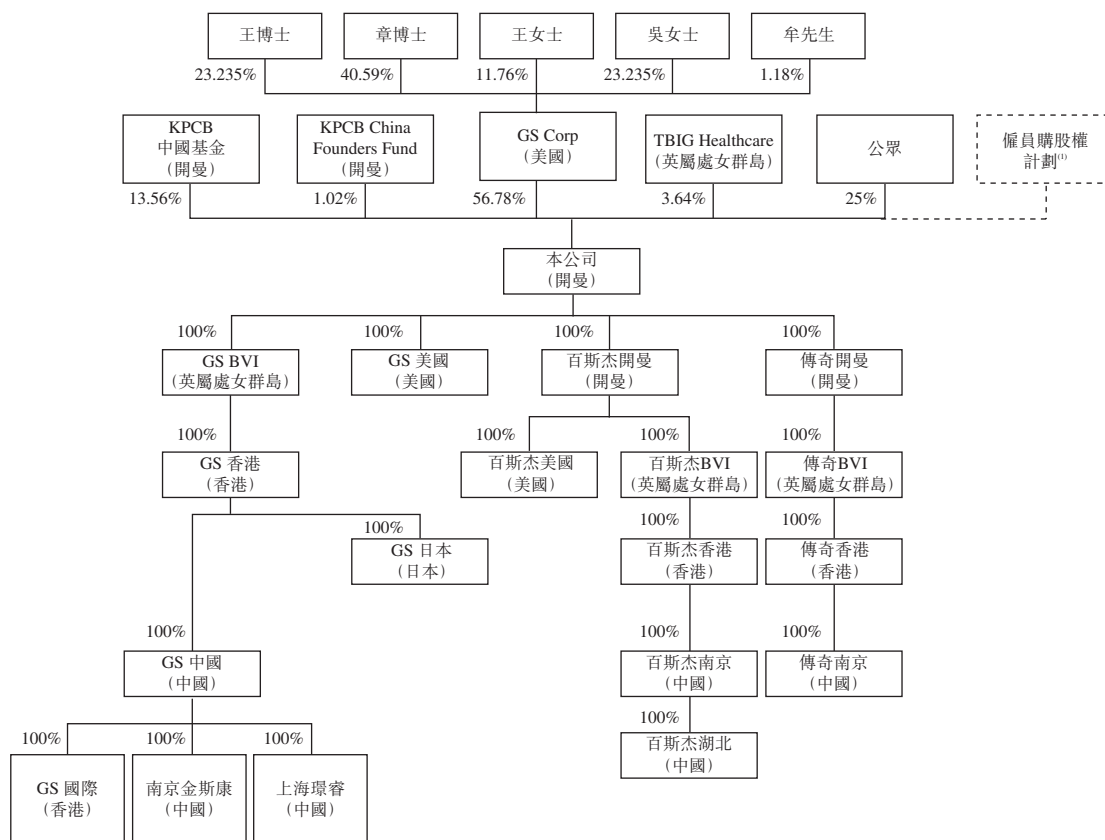 王博士
章博士
王女士
吳女士
牟先生
23.235%
40.59%
11.76%
23.235%
1.18%
KPCB
中國基金
(開曼)
KPCB China
Founders Fund
(開曼)
GS Corp
(美國)
TBIG Healthcare
(英屬處女群島)
公眾
僱員購股權
計劃(1)
13.56%
1.02%
56.78%
3.64%
25%
本公司
(開曼)
100%
100%
100%
100%
GS BVI
(英屬處女群島)
GS 美國
(美國)
百斯杰開曼
(開曼)
傳奇開曼
(開曼)
100%
100%
100%
100%
GS 香港
(香港)
百斯杰美國
(美國)
百斯杰BVI
(英屬處女群島)
傳奇BVI
(英屬處女群島)
100%
100%
100%
GS 日本
(日本)
百斯杰香港
(香港)
傳奇香港
(香港)
100%
100%
100%
GS 中國
(中國)
百斯杰南京
(中國)
傳奇南京
(中國)
100%
100%
100%
100%
GS 國際
(香港)
南京金斯康
(中國)
上海環睿
(中國)
百斯杰湖北
(中國)